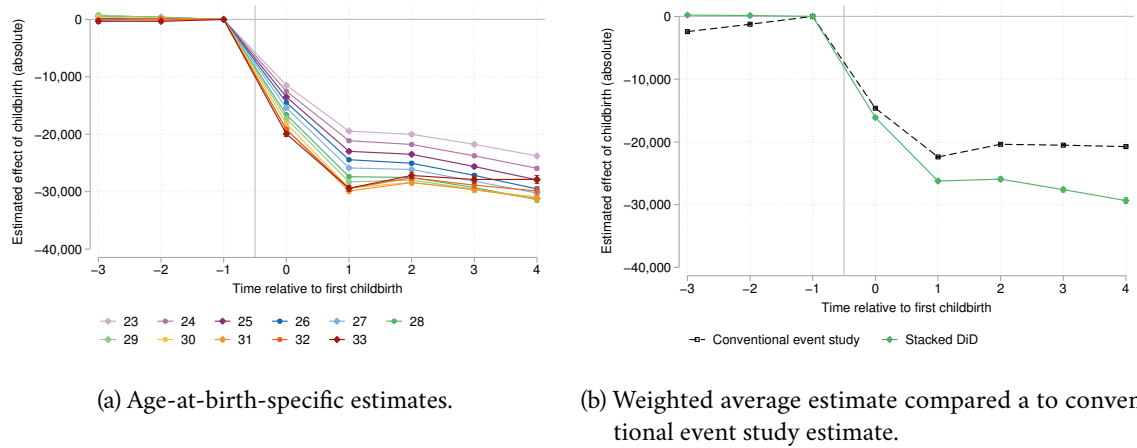 Estimated effect of childbirth (absolute)
0
−10,000
−20,000
−30,000
−40,000
−3 −2 −1 0 1 2 3 4
Time relative to first childbirth
23 24 25 26 27 28
29 30 31 32 33
(a) Age-at-birth-specific estimates.
Estimated effect of childbirth (absolute)
0
−10,000
−20,000
−30,000
−40,000
−3 −2 −1 0 1 2 3 4
Time relative to first childbirth
Conventional event study Stacked DiD
(b) Weighted average estimate compared a to conven
tional event study estimate.